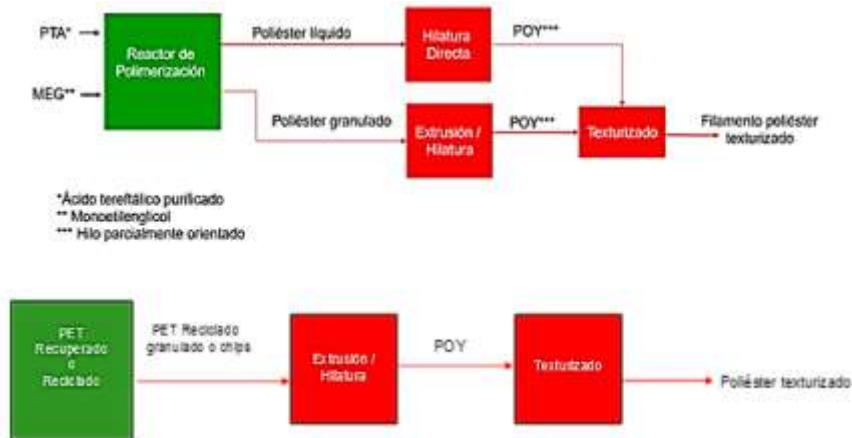 PTA*
Reactor de
Polimerización
MEG**
Poliéster líquido
Hilatura
Directa
POY***
Poliéster granulado
Extrusión /
Hilatura
POY***
Texturizado
Filamento poliéster
texturizado
*Ácido tereftálico purificado
** Monoetilenglicol
*** Hilo parcialmente orientado
PET
Recuperado
o
Reciclado
PET Reciclado
granulado o chips
Extrusión /
Hilatura
POY
Texturizado
Poliéster texturizado